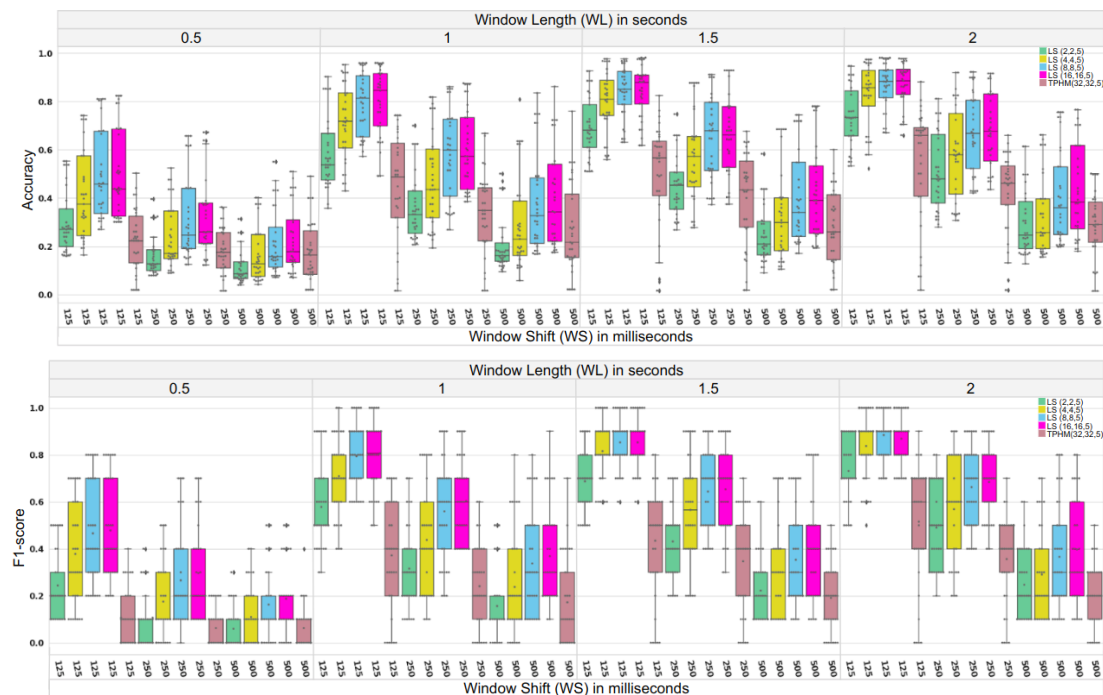 Window Length (WL) in seconds
0.5 1 1.5 2
LS (2,2,5)
LS (4,4,5)
LS (8,8,5)
LS (16,16,5)
TPHM(32,32,5)
Accuracy
1.0
0.8
0.6
0.4
0.2
0.0
125 125 125 125 125 250 250 250 250 250 500 500 500 500 500 125 125 125 125 125 250 250 250 250 250 500 500 500 500 500 125 125 125 125 125 250 250 250 250 250 500 500 500 500 500 125 125 125 125 125 250 250 250 250 250 500 500 500 500 500
Window Shift (WS) in milliseconds
Window Length (WL) in seconds
0.5 1 1.5 2
LS (2,2,5)
LS (4,4,5)
LS (8,8,5)
LS (16,16,5)
TPHM(32,32,5)
F1-score
1.0
0.8
0.6
0.4
0.2
0.0
125 125 125 125 125 250 250 250 250 250 500 500 500 500 500 125 125 125 125 125 250 250 250 250 250 500 500 500 500 500 125 125 125 125 125 250 250 250 250 250 500 500 500 500 500 125 125 125 125 125 250 250 250 250 250 500 500 500 500 500
Window Shift (WS) in milliseconds